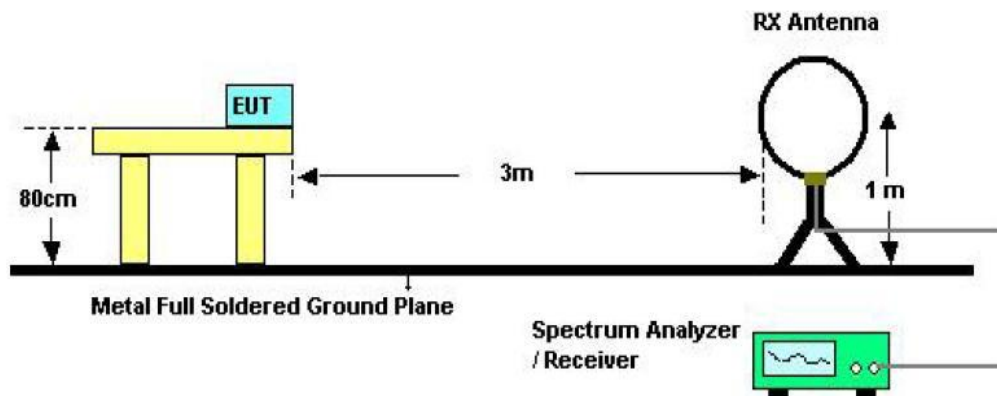 RX Antenna
EUT
3m
80cm
1 m
Metal Full Soldered Ground Plane
Spectrum Analyzer
/ Receiver